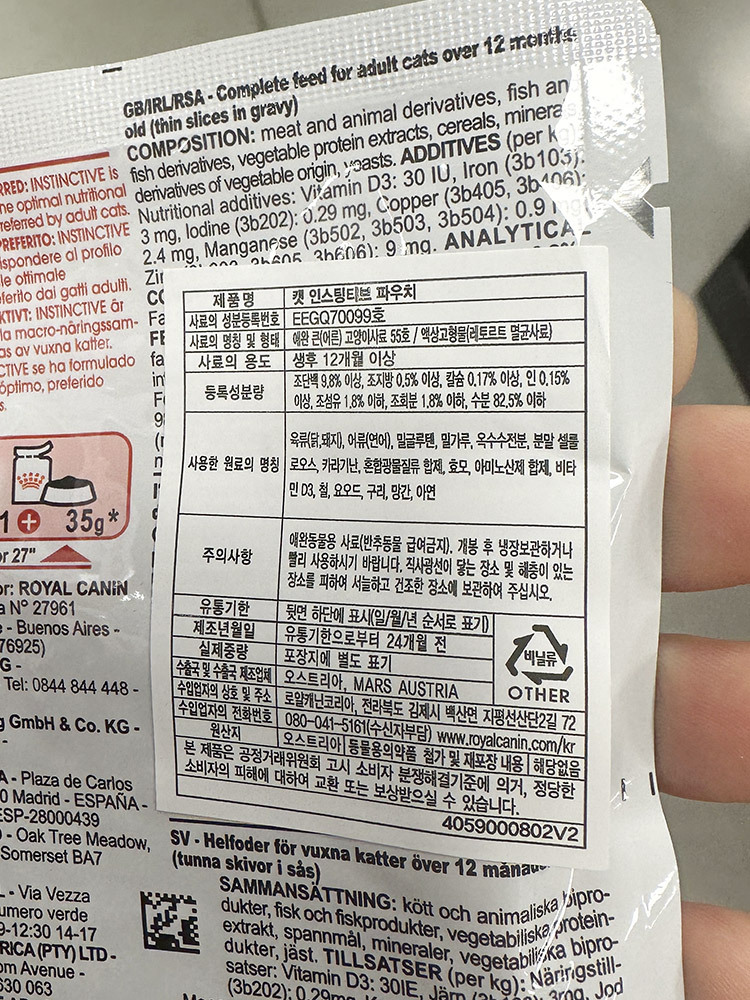 GB/IRL/RSA - Complete feed for adult cats over 12 months
old (thin slices in gravy)
COMPOSITION: meat and animal derivatives, fish an
fish derivatives, vegetable protein extracts, cereals, minera
derivatives of vegetable origin, yeasts. ADDITIVES (per kg
Nutritional additives: Vitamin D3: 30 IU, Iron (3b103):
3 mg, Iodine (3b202): 0.29 mg, Copper (3b405, 3b406):
2.4 mg, Manganese (3b502, 3b503, 3b504): 0.9 mg
3b605, 3b606): 9 mg. ANALYTICAL
RRED: INSTINCTIVE is
he optimal nutritional
referred by adult cats.
PREFERITO: INSTINCTIVE
ispondere al profilo
le ottimale
eferito dai gatti adulti.
KTIVT: INSTINCTIVE är
la macro-näringssam-
as av vuxna katter.
CTIVE se ha formulado
óptimo, preferido
s.
1 + 35g*
or 27"
or: ROYAL CANIN
a N° 27961
e - Buenos Aires -
76925)
G -
Tel: 0844 844 448 -
g GmbH & Co. KG -
A - Plaza de Carlos
0 Madrid - ESPAÑA -
ESP-28000439
- Oak Tree Meadow,
Somerset BA7
L - Via Vezza
umero verde
9-12:30 14-17
RICA (PTY) LTD -
om Avenue -
630 063
제품명 캣 인스팅티브 파우치
사료의 성분등록번호 EEGQ70099호
사료의 명칭 및 형태 애완 큰(어른) 고양이사료 55호 / 액상고형물(레토르트 멸균사료)
사료의 용도 생후 12개월 이상
등록성분량 조단백 9.8% 이상, 조지방 0.5% 이상, 칼슘 0.17% 이상, 인 0.15%
이상, 조섬유 1.8% 이하, 조회분 1.8% 이하, 수분 82.5% 이하
사용한 원료의 명칭 육류(닭,돼지), 어류(연어), 밀글루텐, 밀가루, 옥수수전분, 분말 셀룰
로오스, 카라기난, 혼합광물질류 합제, 효모, 아미노산제 합제, 비타
민 D3, 철, 요오드, 구리, 망간, 아연
주의사항 애완동물용 사료(반추동물 급여금지). 개봉 후 냉장보관하거나
빨리 사용하시기 바랍니다. 직사광선이 닿는 장소 및 해충이 있는
장소를 피하여 서늘하고 건조한 장소에 보관하여 주십시오.
유통기한 뒷면 하단에 표시(일/월/년 순서로 표기)
제조년월일 유통기한으로부터 24개월 전
실제중량 포장지에 별도 표기
비닐류
OTHER
수출국 및 수출국 제조업체 오스트리아, MARS AUSTRIA
수입업자의 상호 및 주소 로얄캐닌코리아, 전라북도 김제시 백산면 지평선산단2길 72
수입업자의 전화번호 080-041-5161(수신자부담) www.royalcanin.com/kr
원산지 오스트리아 동물용의약품 첨가 및 재포장 내용 해당없음
본 제품은 공정거래위원회 고시 소비자 분쟁해결기준에 의거, 정당한
소비자의 피해에 대하여 교환 또는 보상받으실 수 있습니다.
4059000802V2
SV - Helfoder för vuxna katter över 12 månader
(tunna skivor i sås)
SAMMANSÄTTNING: kött och animaliska bipro-
dukter, fisk och fiskprodukter, vegetabiliska protein-
extrakt, spannmål, mineraler, vegetabiliska bipro-
dukter, jäst. TILLSATSER (per kg): Näringstill-
satser: Vitamin D3: 30IE, Järn
(3b202): 0,29mg,